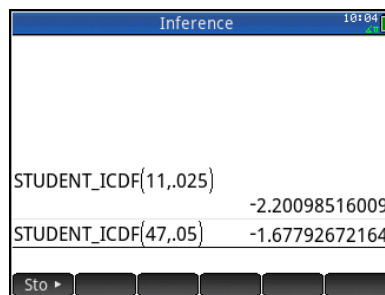 Inference
10:04
STUDENT_ICDF(11,.025)
-2.20098516009
STUDENT_ICDF(47,.05)
-1.67792672164
Sto ▸